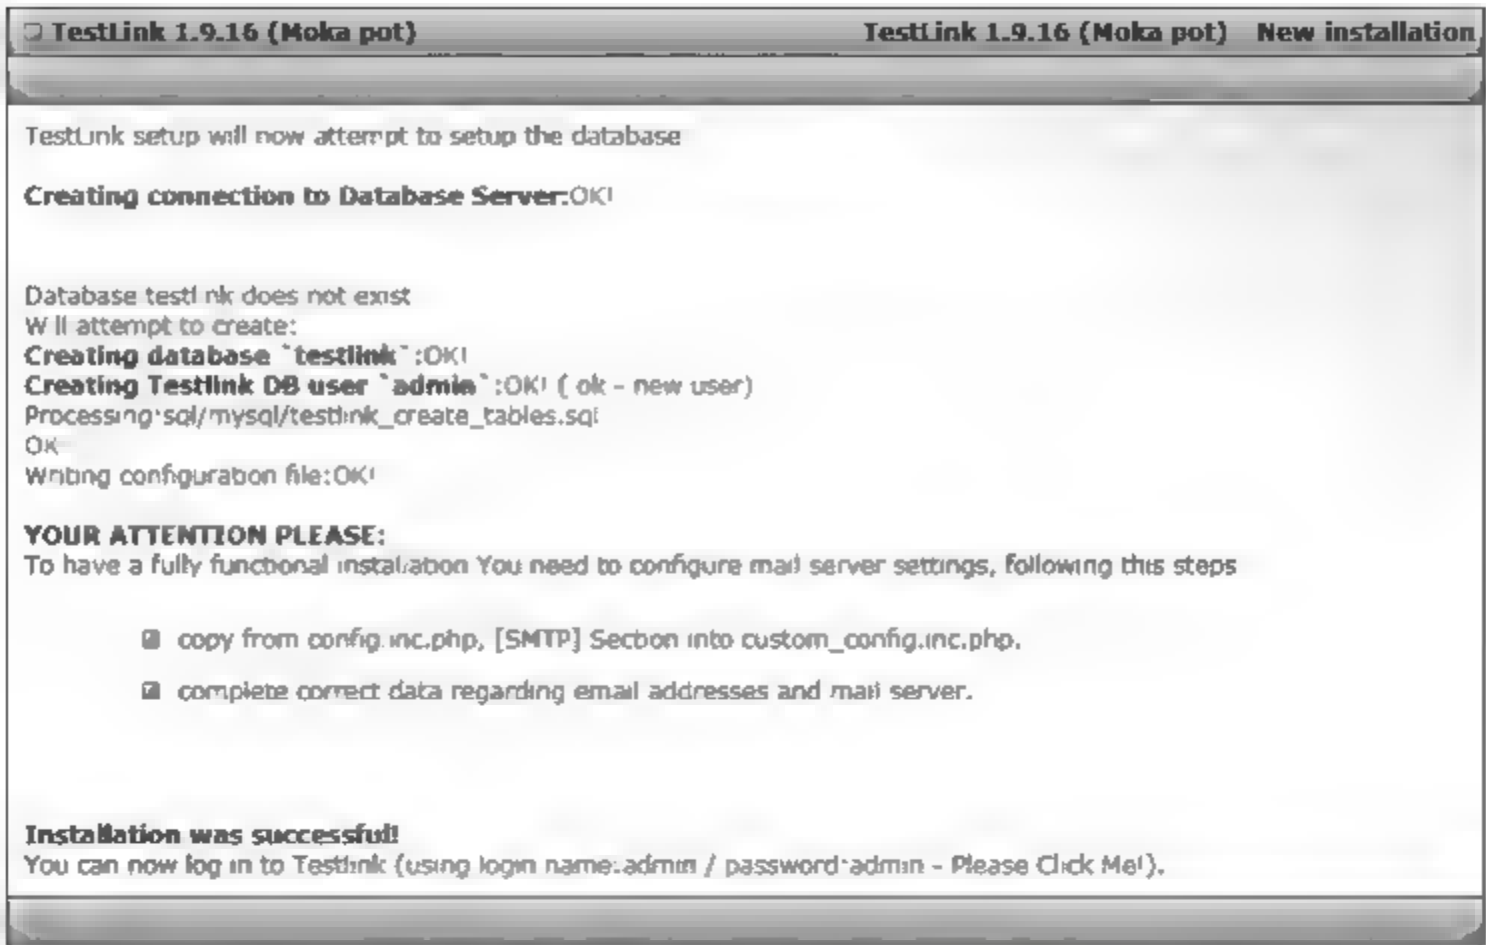 TestLink 1.9.16 (Moka pot)
TestLink 1.9.16 (Moka pot) New installation
TestLink setup will now attempt to setup the database
Creating connection to Database Server:OK!
Database testlink does not exist
Will attempt to create:
Creating database `testlink`:OK!
Creating Testlink DB user `admin`:OK! ( ok - new user)
Processing:sql/mysql/testlink_create_tables.sql
OK
Writing configuration file:OK!
YOUR ATTENTION PLEASE:
To have a fully functional installation You need to configure mail server settings, following this steps
copy from config.inc.php, [SMTP] Section into custom_config.inc.php.
complete correct data regarding email addresses and mail server.
Installation was successful!
You can now log in to Testlink (using login name:admin / password:admin - Please Click Me!).